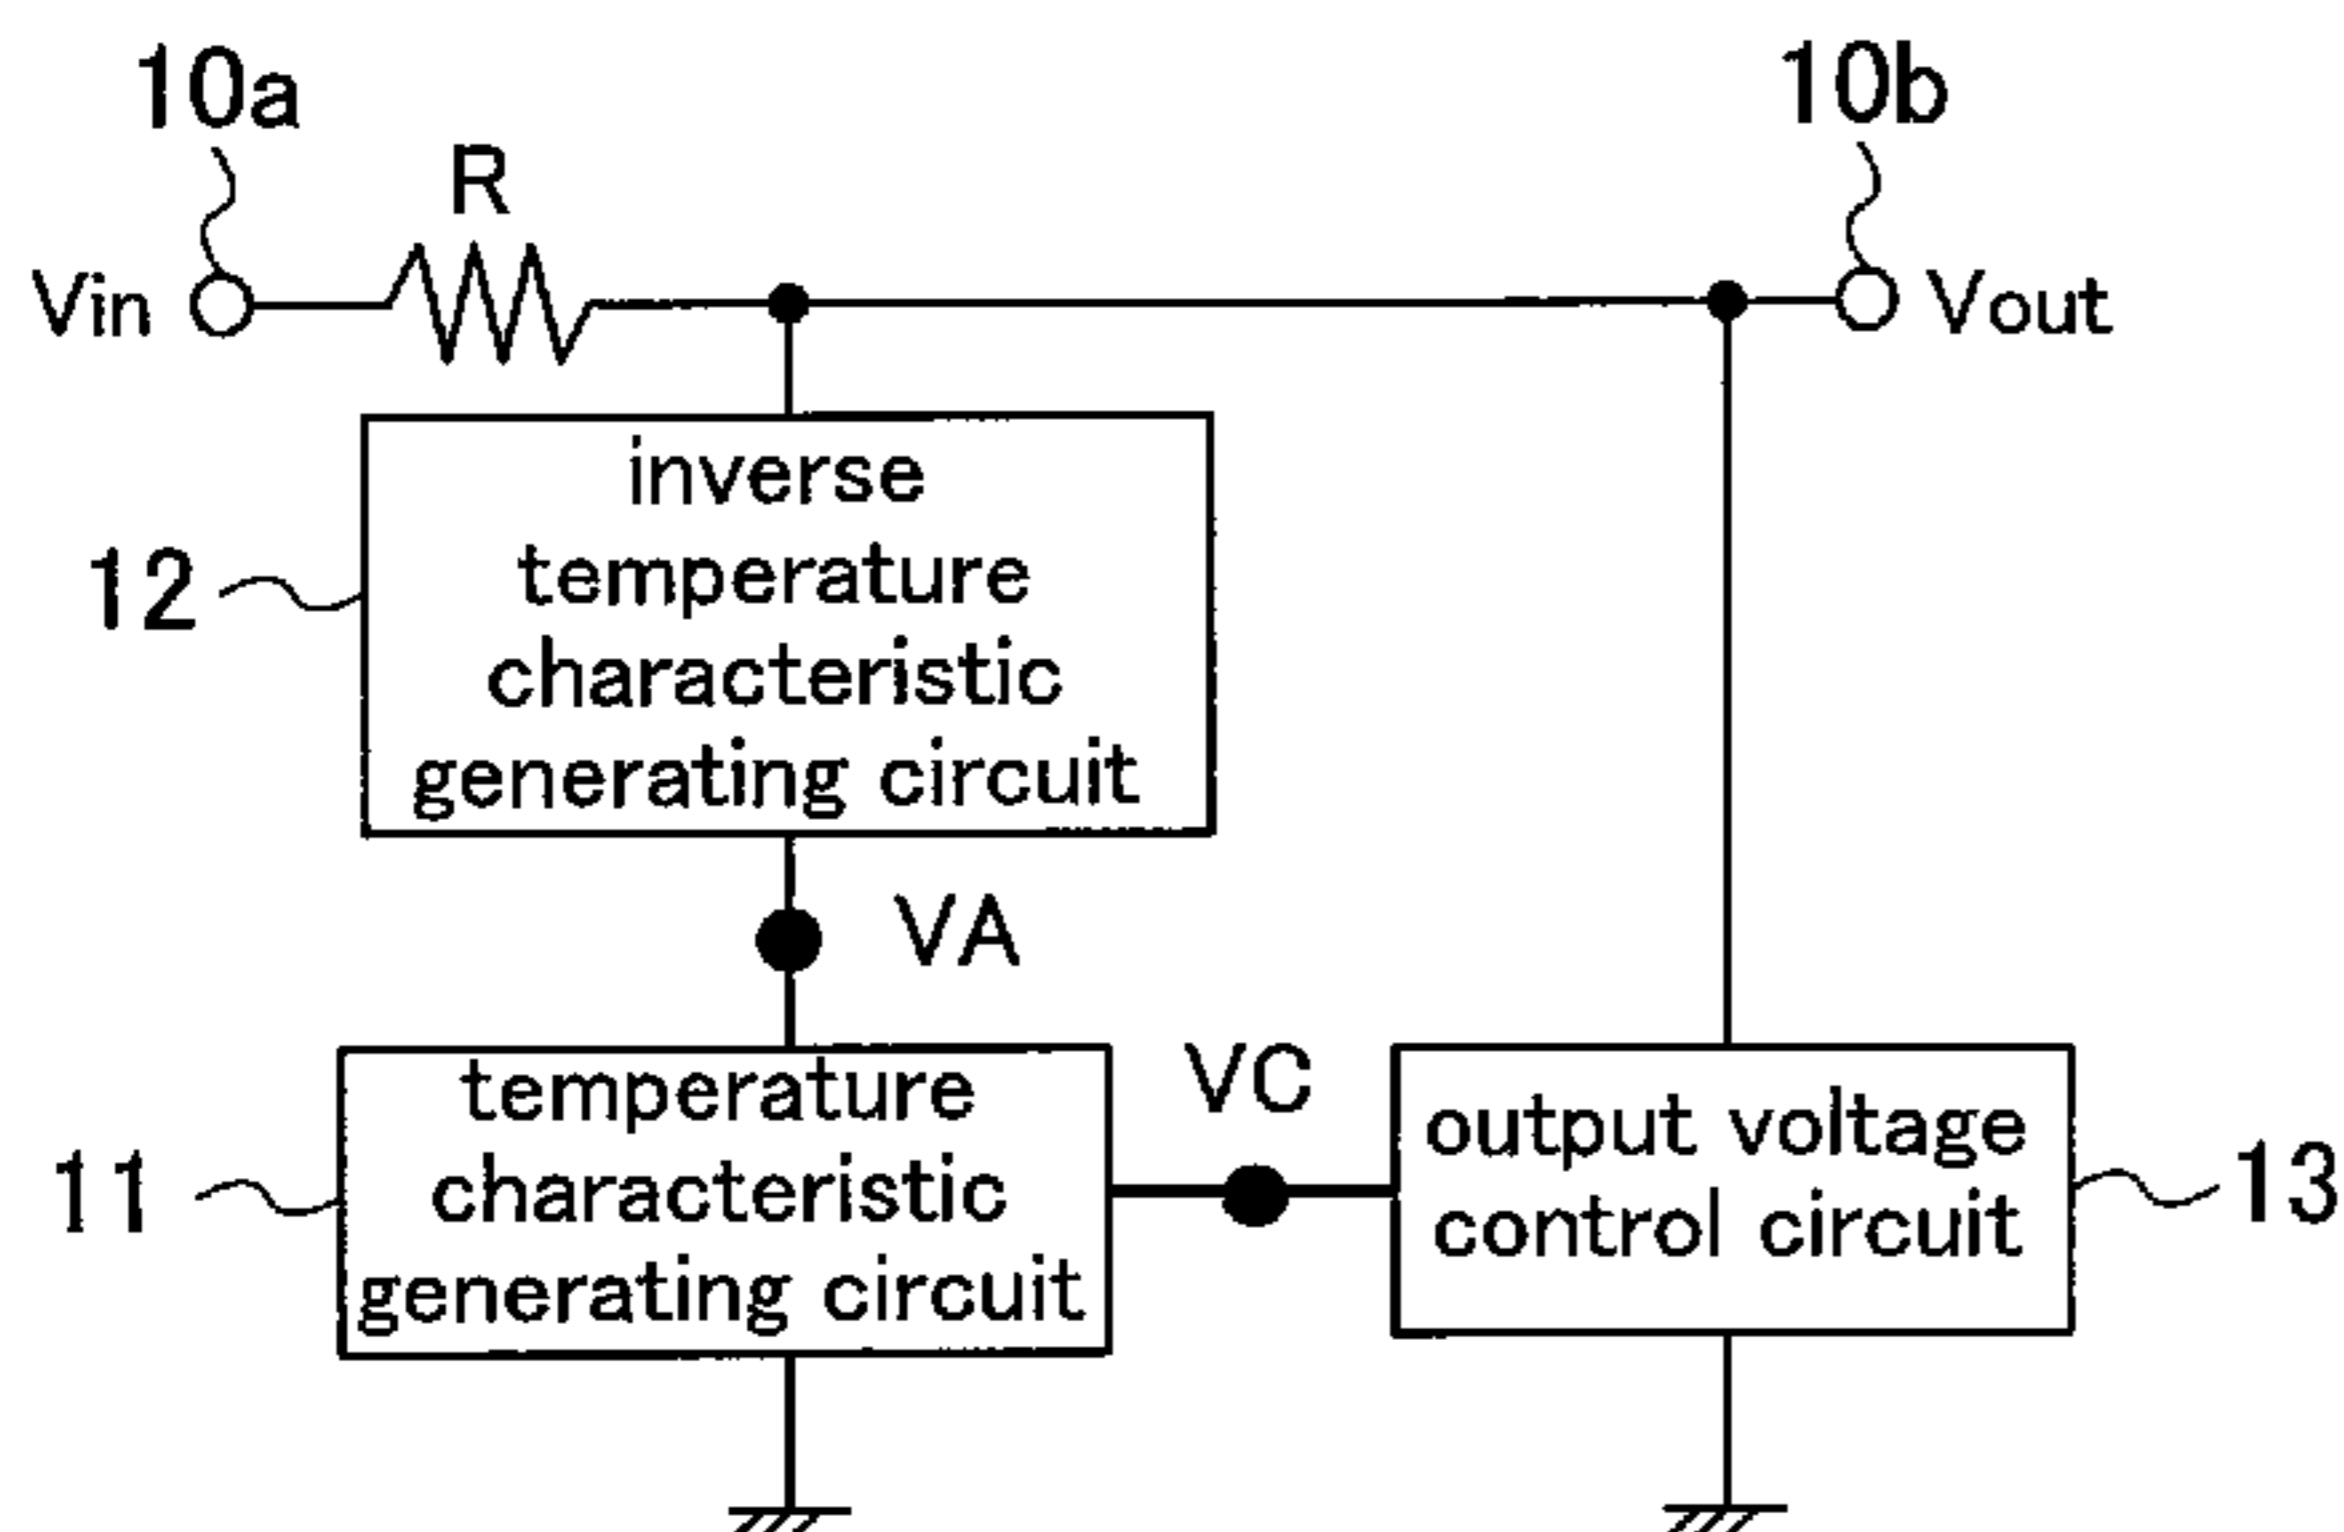 10a
10b
R
Vin
Vout
inverse
temperature
characteristic
generating circuit
12
VA
temperature
characteristic
generating circuit
11
VC
output voltage
control circuit
13